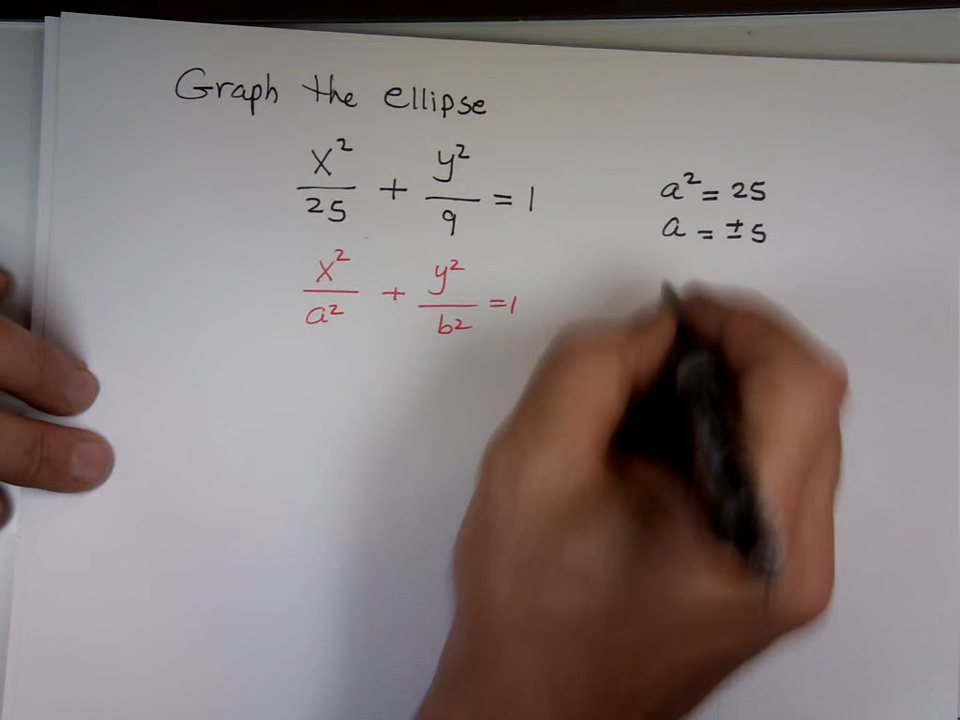 Graph the ellipse
x²/25 + y²/9 = 1
a² = 25
a = ±5
x²/a² + y²/b² = 1